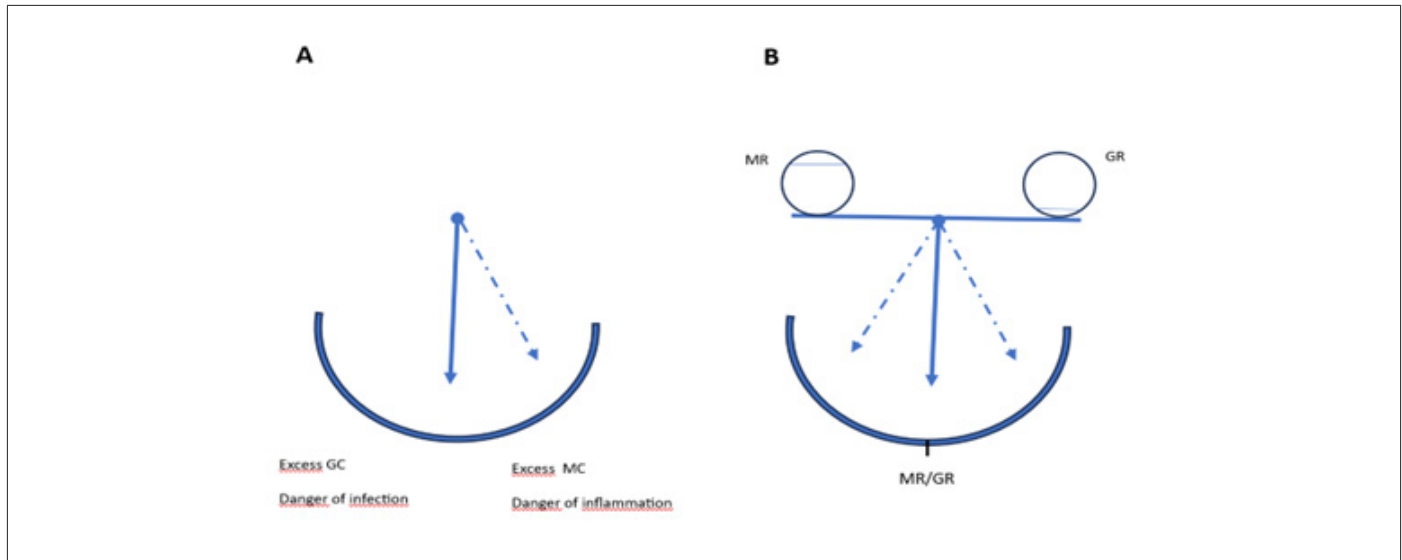 A
Excess GC
Danger of infection
Excess MC
Danger of inflammation
B
MR
GR
MR/GR